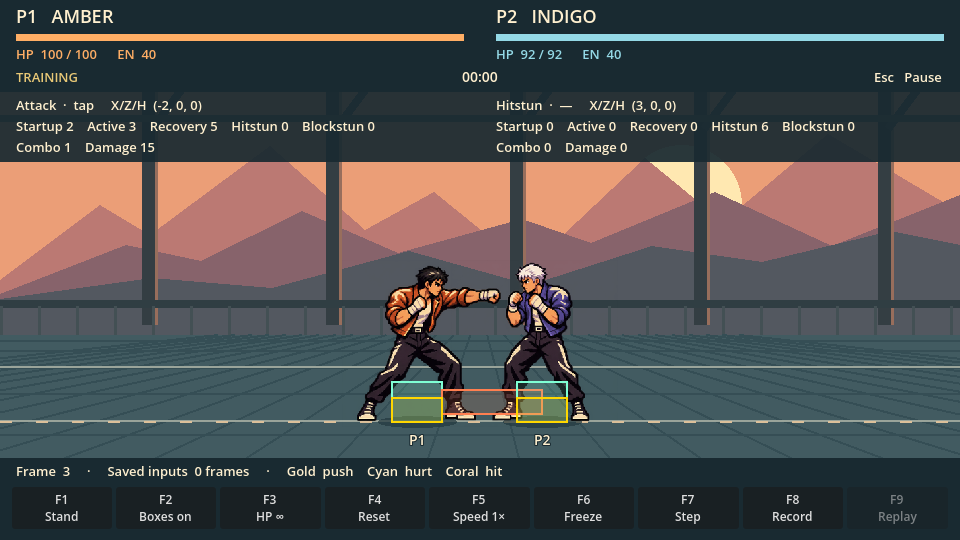 P1 AMBER
HP 100 / 100 EN 40
P2 INDIGO
HP 92 / 92 EN 40
TRAINING
00:00
Esc Pause
Attack · tap X/Z/H (-2, 0, 0)
Startup 2 Active 3 Recovery 5 Hitstun 0 Blockstun 0
Combo 1 Damage 15
Hitstun · — X/Z/H (3, 0, 0)
Startup 0 Active 0 Recovery 0 Hitstun 6 Blockstun 0
Combo 0 Damage 0
P1
P2
Frame 3 · Saved inputs 0 frames · Gold push Cyan hurt Coral hit
F1
Stand
F2
Boxes on
F3
HP ∞
F4
Reset
F5
Speed 1×
F6
Freeze
F7
Step
F8
Record
F9
Replay